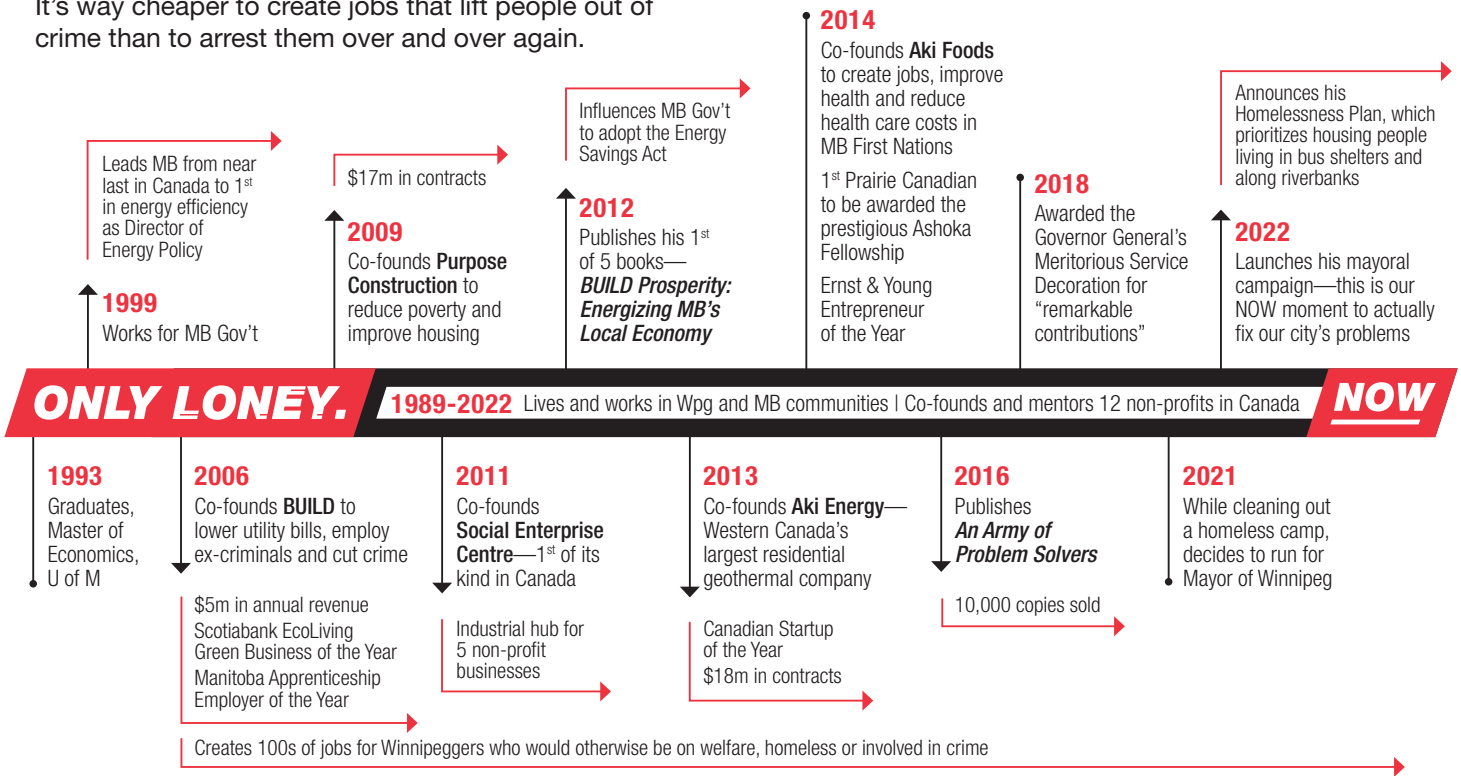 It's way cheaper to create jobs that lift people out of
crime than to arrest them over and over again.
Leads MB from near
last in Canada to 1st
in energy efficiency
as Director of
Energy Policy
1999
Works for MB Gov't
$17m in contracts
2009
Co-founds Purpose
Construction to
reduce poverty and
improve housing
Influences MB Gov't
to adopt the Energy
Savings Act
2012
Publishes his 1st
of 5 books—
BUILD Prosperity:
Energizing MB's
Local Economy
2014
Co-founds Aki Foods
to create jobs, improve
health and reduce
health care costs in
MB First Nations
1st Prairie Canadian
to be awarded the
prestigious Ashoka
Fellowship
Ernst & Young
Entrepreneur
of the Year
2018
Awarded the
Governor General's
Meritorious Service
Decoration for
"remarkable
contributions"
Announces his
Homelessness Plan, which
prioritizes housing people
living in bus shelters and
along riverbanks
2022
Launches his mayoral
campaign—this is our
NOW moment to actually
fix our city's problems
ONLY LONEY.
1989-2022 Lives and works in Wpg and MB communities | Co-founds and mentors 12 non-profits in Canada
NOW
1993
Graduates,
Master of
Economics,
U of M
2006
Co-founds BUILD to
lower utility bills, employ
ex-criminals and cut crime
$5m in annual revenue
Scotiabank EcoLiving
Green Business of the Year
Manitoba Apprenticeship
Employer of the Year
2011
Co-founds
Social Enterprise
Centre—1st of its
kind in Canada
Industrial hub for
5 non-profit
businesses
2013
Co-founds Aki Energy—
Western Canada's
largest residential
geothermal company
Canadian Startup
of the Year
$18m in contracts
2016
Publishes
An Army of
Problem Solvers
10,000 copies sold
2021
While cleaning out
a homeless camp,
decides to run for
Mayor of Winnipeg
Creates 100s of jobs for Winnipeggers who would otherwise be on welfare, homeless or involved in crime